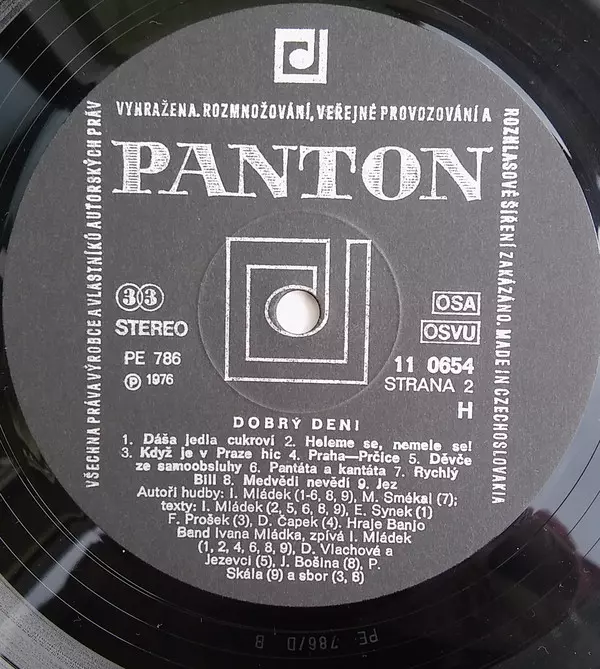 VŠECHNA PRÁVA VÝROBCE A VLASTNÍKŮ AUTORSKÝCH PRÁV
VYHRAŽENA. ROZMNOŽOVÁNÍ, VEŘEJNÉ PROVOZOVÁNÍ A
ROZHLASOVÉ ŠÍŘENÍ ZAKÁZÁNO. MADE IN CZECHOSLOVAKIA
PANTON
33
STEREO
PE 786
Ⓟ 1976
OSA
OSVU
11 0654
STRANA 2
H
DOBRÝ DEN!
1. Dáša jedla cukroví 2. Heleme se, nemele se!
3. Když je v Praze hic 4. Praha—Prčice 5. Děvče
ze samoobsluhy 6. Pantáta a kantáta 7. Rychlý
Bill 8. Medvědi nevědí 9. Jez
Autoři hudby: I. Mládek (1-6, 8, 9), M. Smékal (7);
texty: I. Mládek (2, 5, 6, 8, 9), E. Synek (1)
F. Prošek (3), D. Čapek (4). Hraje Banjo
Band Ivana Mládka, zpívá I. Mládek
(1, 2, 4, 6, 8, 9), D. Vlachová a
Jezevci (5), J. Bošina (8), P.
Skála (9) a sbor (3, 6)
PE 786/D B